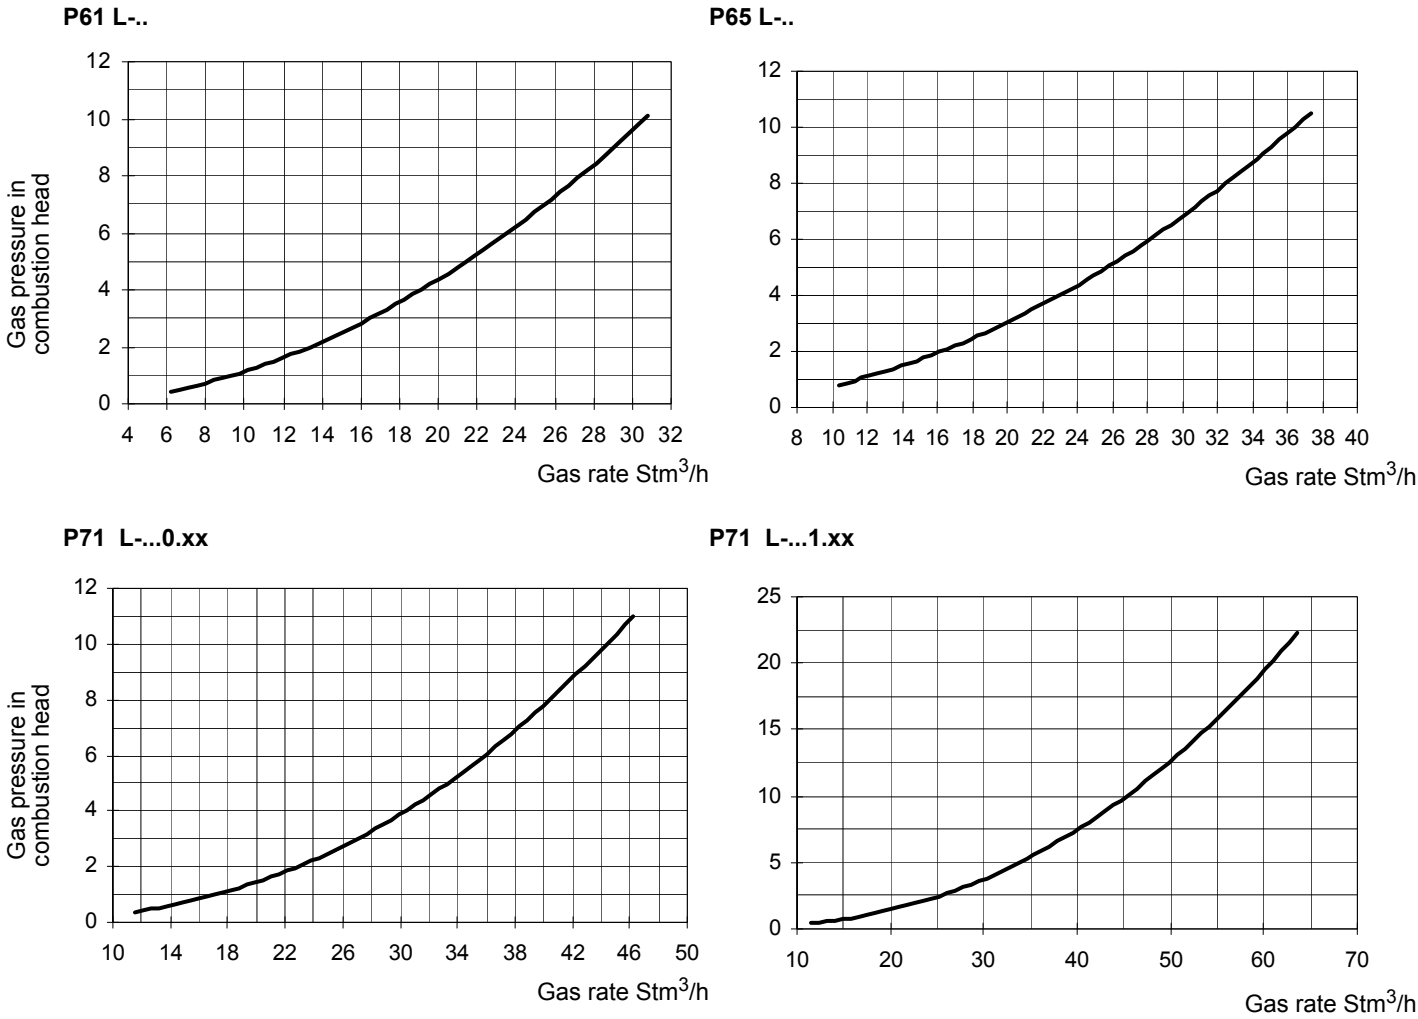 P61 L-..
12
10
8
6
4
2
0
4 6 8 10 12 14 16 18 20 22 24 26 28 30 32
Gas pressure in
combustion head
Gas rate Stm³/h
P65 L-..
12
10
8
6
4
2
0
8 10 12 14 16 18 20 22 24 26 28 30 32 34 36 38 40
Gas rate Stm³/h
P71 L-...0.xx
12
10
8
6
4
2
0
10 14 18 22 26 30 34 38 42 46 50
Gas pressure in
combustion head
Gas rate Stm³/h
P71 L-...1.xx
25
20
15
10
5
0
10 20 30 40 50 60 70
Gas rate Stm³/h